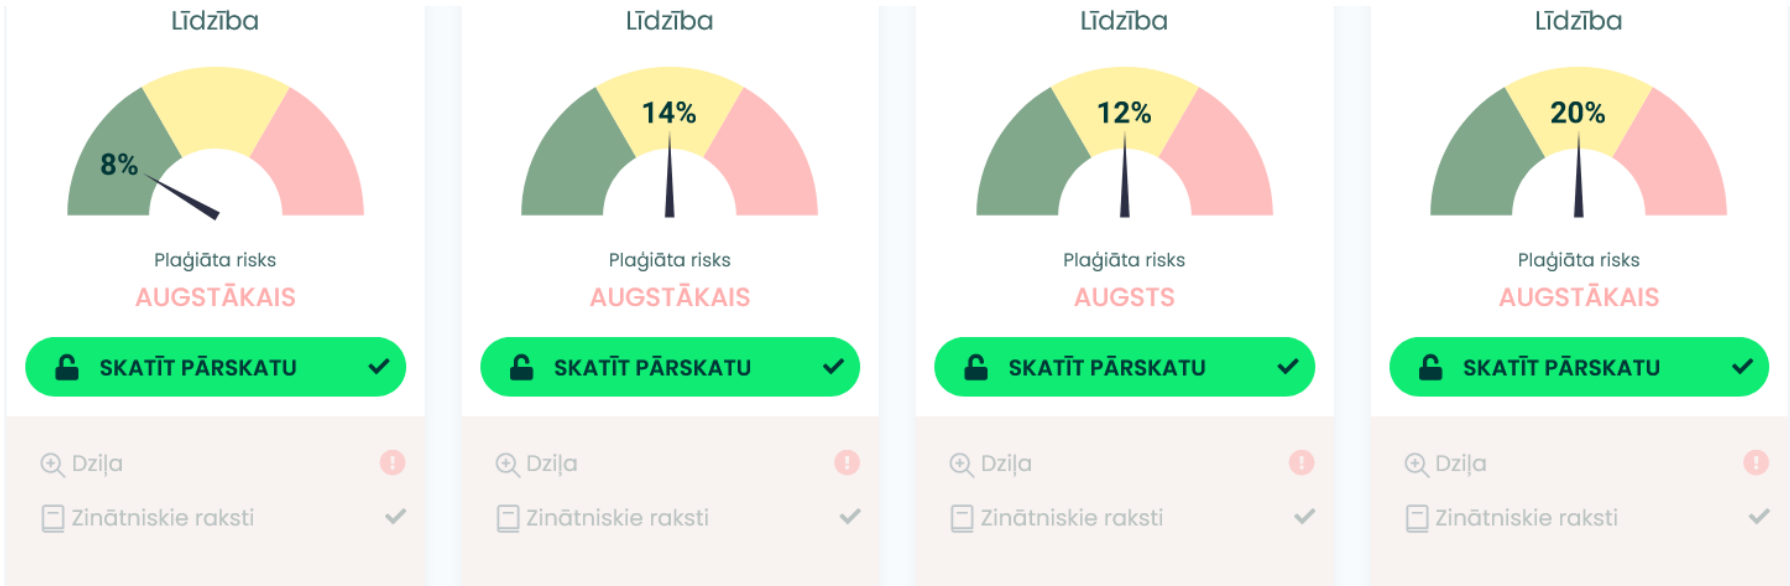 Līdzība
8%
Plaģiāta risks
AUGSTĀKAIS
SKATĪT PĀRSKATU
Dziļa
Zinātniskie raksti
Līdzība
14%
Plaģiāta risks
AUGSTĀKAIS
SKATĪT PĀRSKATU
Dziļa
Zinātniskie raksti
Līdzība
12%
Plaģiāta risks
AUGSTS
SKATĪT PĀRSKATU
Dziļa
Zinātniskie raksti
Līdzība
20%
Plaģiāta risks
AUGSTĀKAIS
SKATĪT PĀRSKATU
Dziļa
Zinātniskie raksti